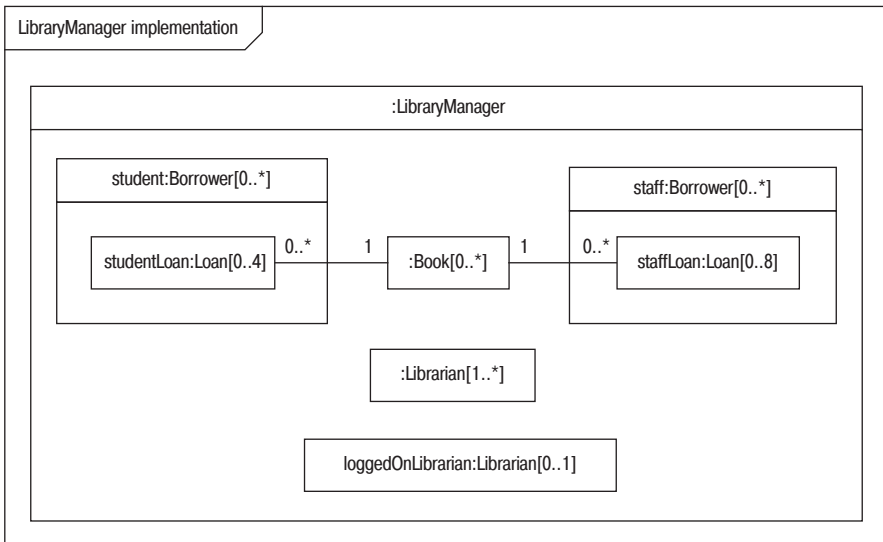 LibraryManager implementation
:LibraryManager
student:Borrower[0..*]
staff:Borrower[0..*]
studentLoan:Loan[0..4]
0..*
1
:Book[0..*]
1
0..*
staffLoan:Loan[0..8]
:Librarian[1..*]
loggedOnLibrarian:Librarian[0..1]